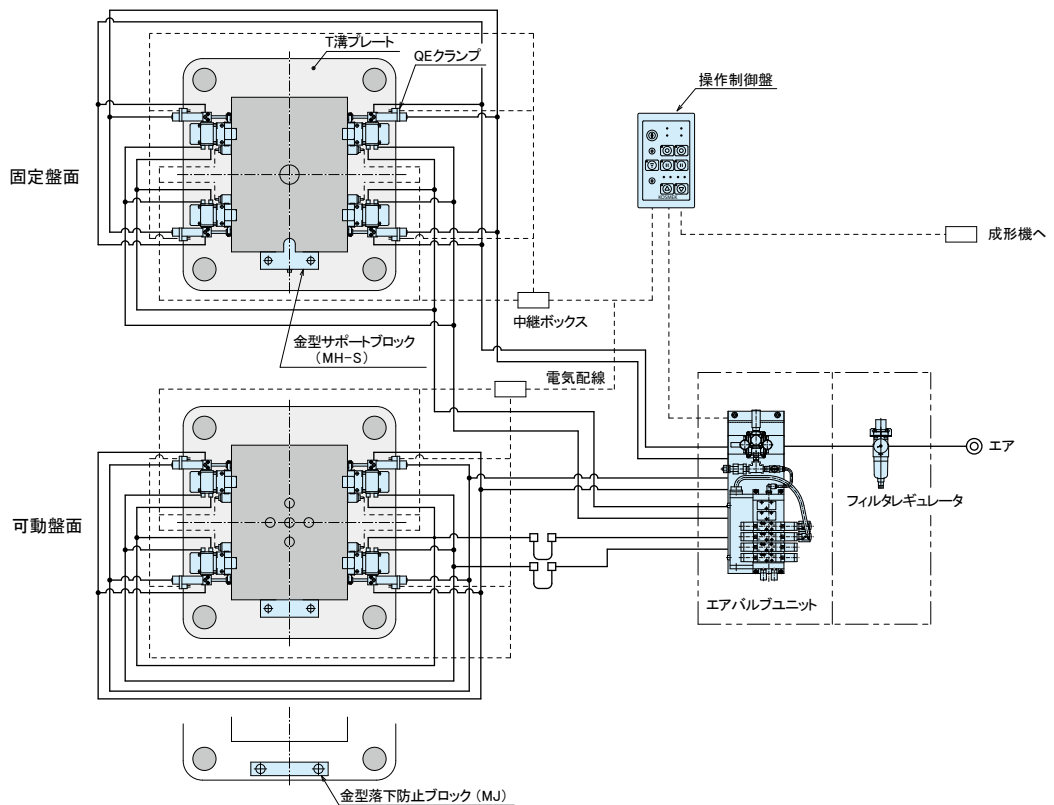 T溝プレート
QEクランプ
操作制御盤
固定盤面
KOSMEK
成形機へ
中継ボックス
金型サポートブロック
(MH-S)
電気配線
エア
フィルタレギュレータ
可動盤面
エアバルブユニット
金型落下防止ブロック(MJ)